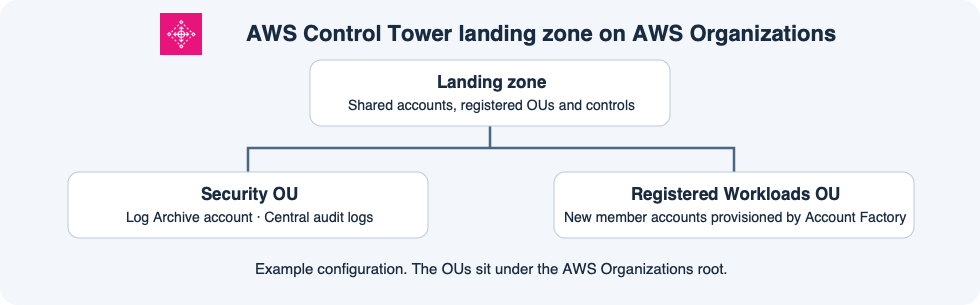 AWS Control Tower landing zone on AWS Organizations
Landing zone
Shared accounts, registered OUs and controls
Security OU
Log Archive account · Central audit logs
Registered Workloads OU
New member accounts provisioned by Account Factory
Example configuration. The OUs sit under the AWS Organizations root.